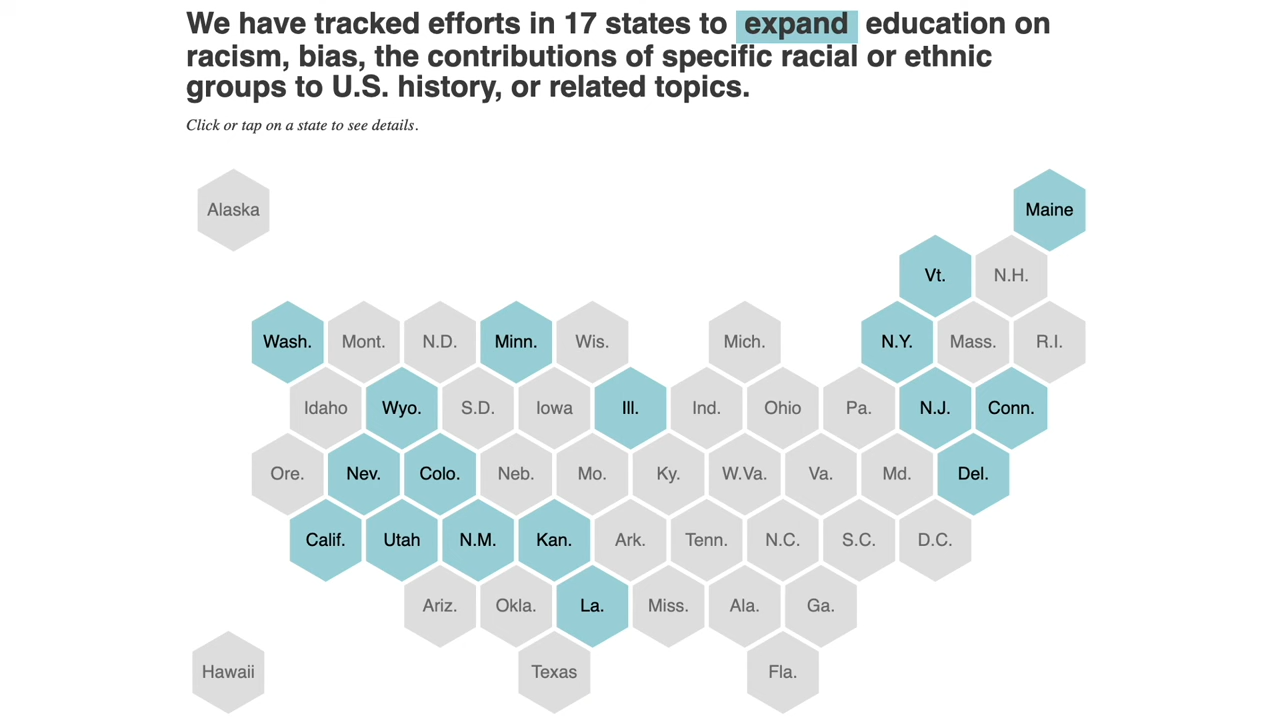 We have tracked efforts in 17 states to expand education on
racism, bias, the contributions of specific racial or ethnic
groups to U.S. history, or related topics.
Click or tap on a state to see details.
Alaska
Maine
Vt.
N.H.
Wash.
Mont.
N.D.
Minn.
Wis.
Mich.
N.Y.
Mass.
R.I.
Idaho
Wyo.
S.D.
Iowa
Ill.
Ind.
Ohio
Pa.
N.J.
Conn.
Ore.
Nev.
Colo.
Neb.
Mo.
Ky.
W.Va.
Va.
Md.
Del.
Calif.
Utah
N.M.
Kan.
Ark.
Tenn.
N.C.
S.C.
D.C.
Ariz.
Okla.
La.
Miss.
Ala.
Ga.
Hawaii
Texas
Fla.